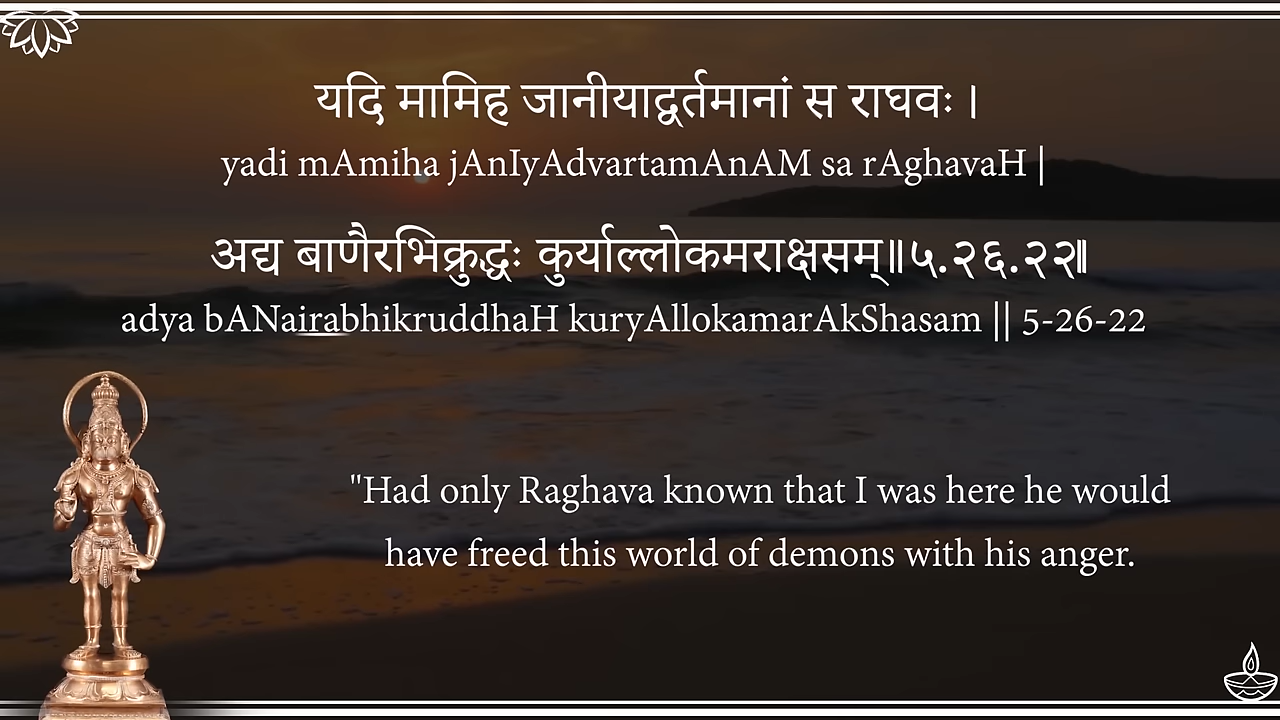 यदि मामिह जानीयाद्वर्तमानां स राघवः ।
yadi mAmiha jAnIyAdvartamAnAM sa rAghavaH |
अद्य बाणैरभिक्रुद्धः कुर्याल्लोकमराक्षसम्॥५.२६.२२॥
adya bANairabhikruddhaH kuryAllokamarAkShasam || 5-26-22
"Had only Raghava known that I was here he would
have freed this world of demons with his anger.